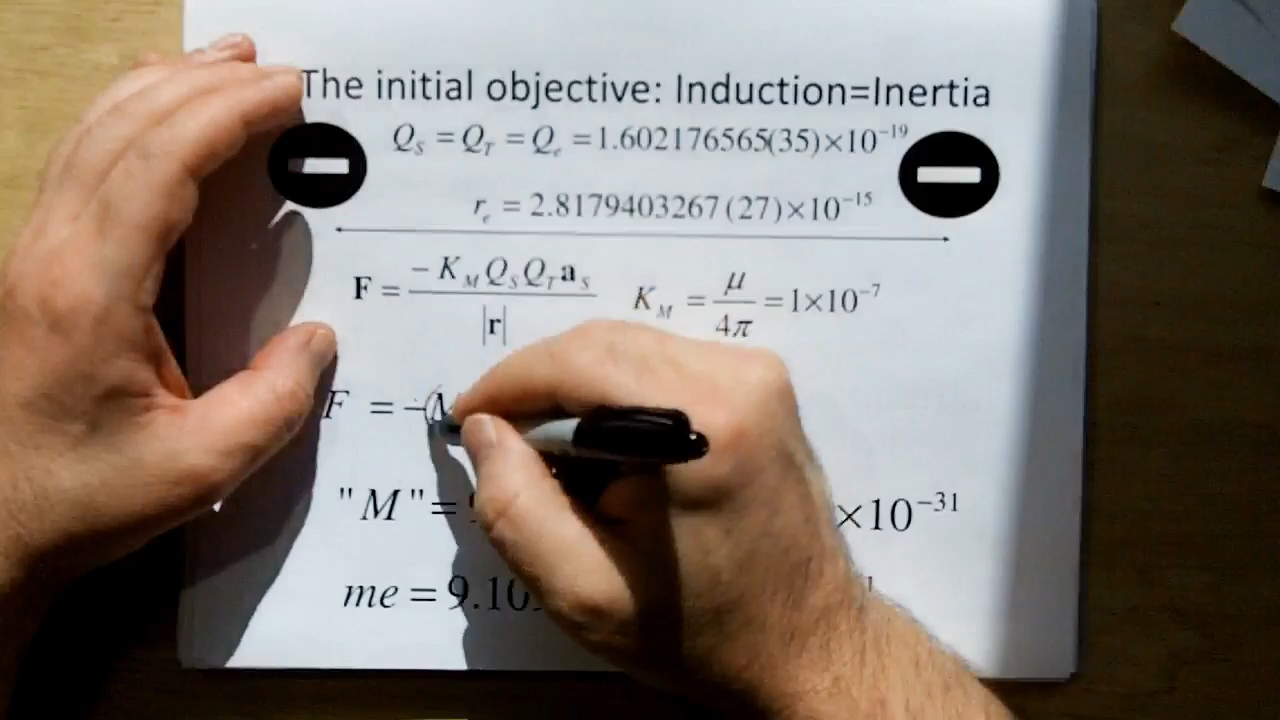 The initial objective: Induction=Inertia
Q_S = Q_T = Q_e = 1.602176565(35)×10⁻¹⁹
r_e = 2.8179403267(27)×10⁻¹⁵
F = −K_M Q_S Q_T a_S / |r|    K_M = μ / 4π = 1×10⁻⁷
F = −(
"M" = ×10⁻³¹
me = 9.10